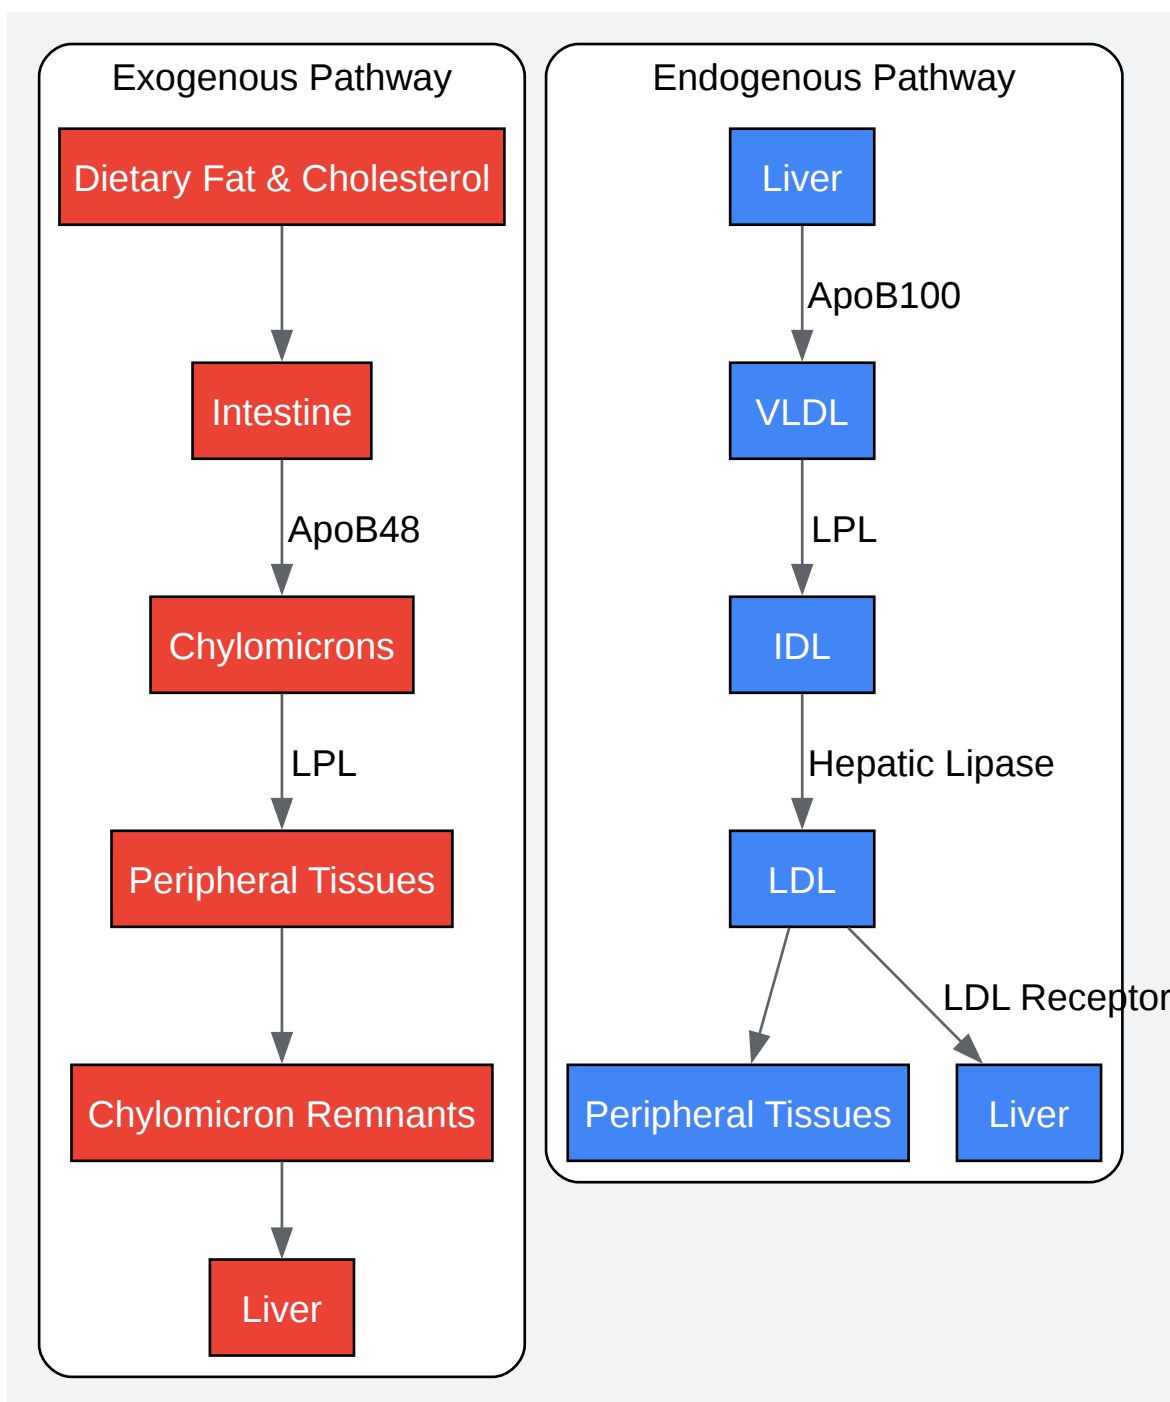 Exogenous Pathway
Dietary Fat & Cholesterol
Intestine
ApoB48
Chylomicrons
LPL
Peripheral Tissues
Chylomicron Remnants
Liver
Endogenous Pathway
Liver
ApoB100
VLDL
LPL
IDL
Hepatic Lipase
LDL
LDL Receptor
Peripheral Tissues
Liver